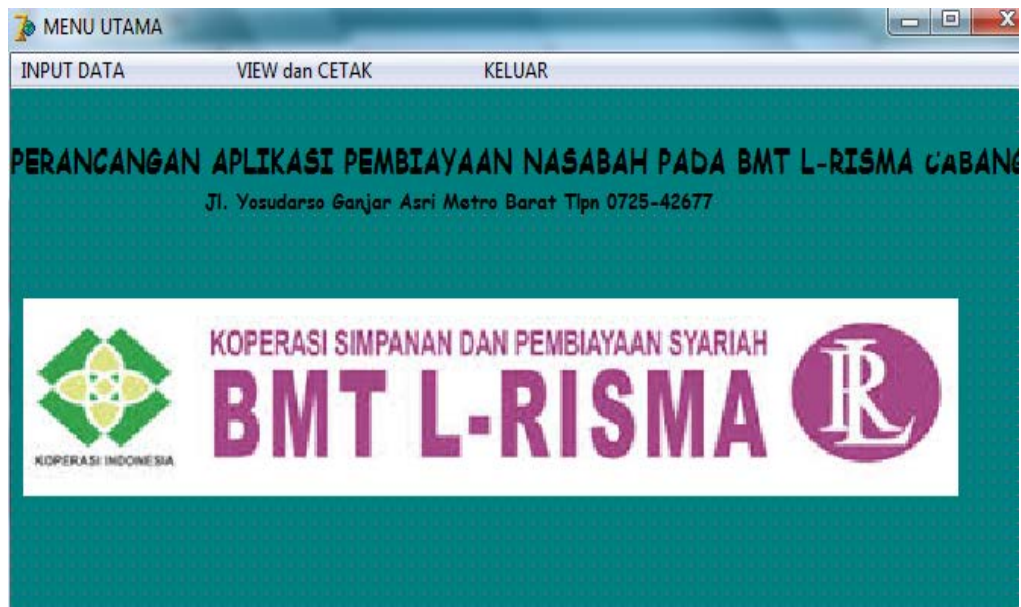 MENU UTAMA
INPUT DATA VIEW dan CETAK KELUAR
PERANCANGAN APLIKASI PEMBIAYAAN NASABAH PADA BMT L-RISMA CABANG
Jl. Yosudarso Ganjar Asri Metro Barat Tlpn 0725-42677
KOPERASI SIMPANAN DAN PEMBIAYAAN SYARIAH
BMT L-RISMA
KOPERASI INDONESIA